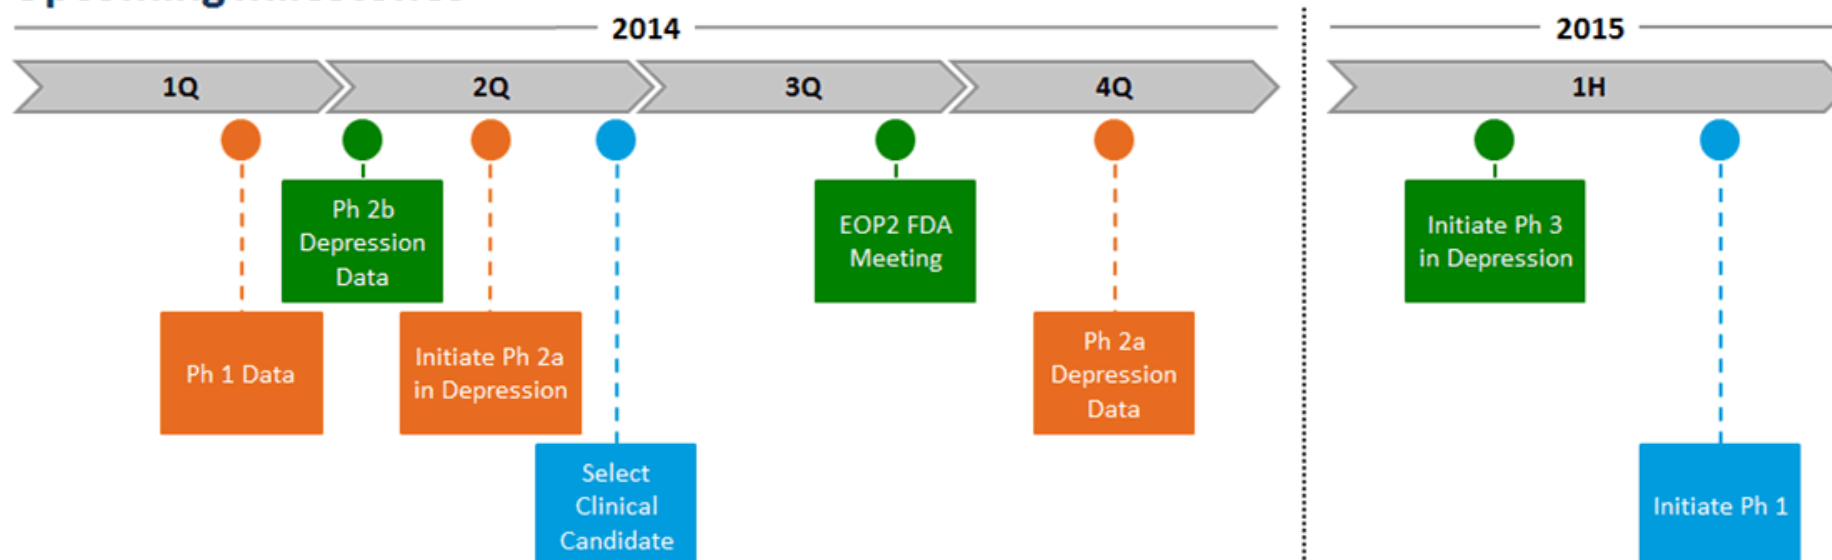 2014
2015
1Q
2Q
3Q
4Q
1H
Ph 2b
Depression
Data
EOP2 FDA
Meeting
Initiate Ph 3
in Depression
Ph 1 Data
Initiate Ph 2a
in Depression
Ph 2a
Depression
Data
Select
Clinical
Candidate
Initiate Ph 1